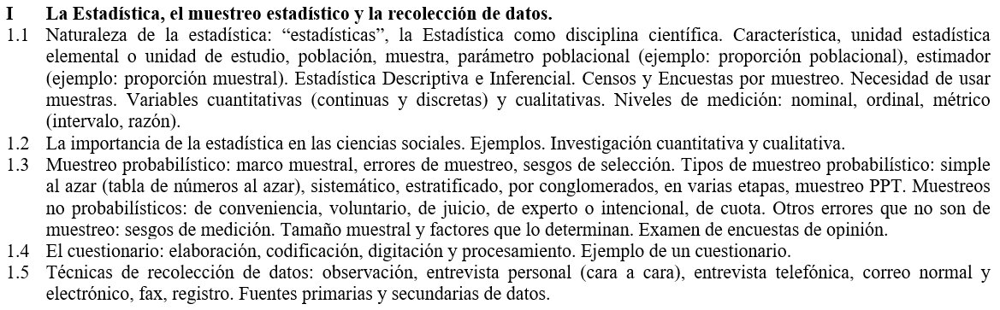 I La Estadística, el muestreo estadístico y la recolección de datos.
1.1 Naturaleza de la estadística: “estadísticas”, la Estadística como disciplina científica. Característica, unidad estadística
elemental o unidad de estudio, población, muestra, parámetro poblacional (ejemplo: proporción poblacional), estimador
(ejemplo: proporción muestral). Estadística Descriptiva e Inferencial. Censos y Encuestas por muestreo. Necesidad de usar
muestras. Variables cuantitativas (continuas y discretas) y cualitativas. Niveles de medición: nominal, ordinal, métrico
(intervalo, razón).
1.2 La importancia de la estadística en las ciencias sociales. Ejemplos. Investigación cuantitativa y cualitativa.
1.3 Muestreo probabilístico: marco muestral, errores de muestreo, sesgos de selección. Tipos de muestreo probabilístico: simple
al azar (tabla de números al azar), sistemático, estratificado, por conglomerados, en varias etapas, muestreo PPT. Muestreos
no probabilísticos: de conveniencia, voluntario, de juicio, de experto o intencional, de cuota. Otros errores que no son de
muestreo: sesgos de medición. Tamaño muestral y factores que lo determinan. Examen de encuestas de opinión.
1.4 El cuestionario: elaboración, codificación, digitación y procesamiento. Ejemplo de un cuestionario.
1.5 Técnicas de recolección de datos: observación, entrevista personal (cara a cara), entrevista telefónica, correo normal y
electrónico, fax, registro. Fuentes primarias y secundarias de datos.